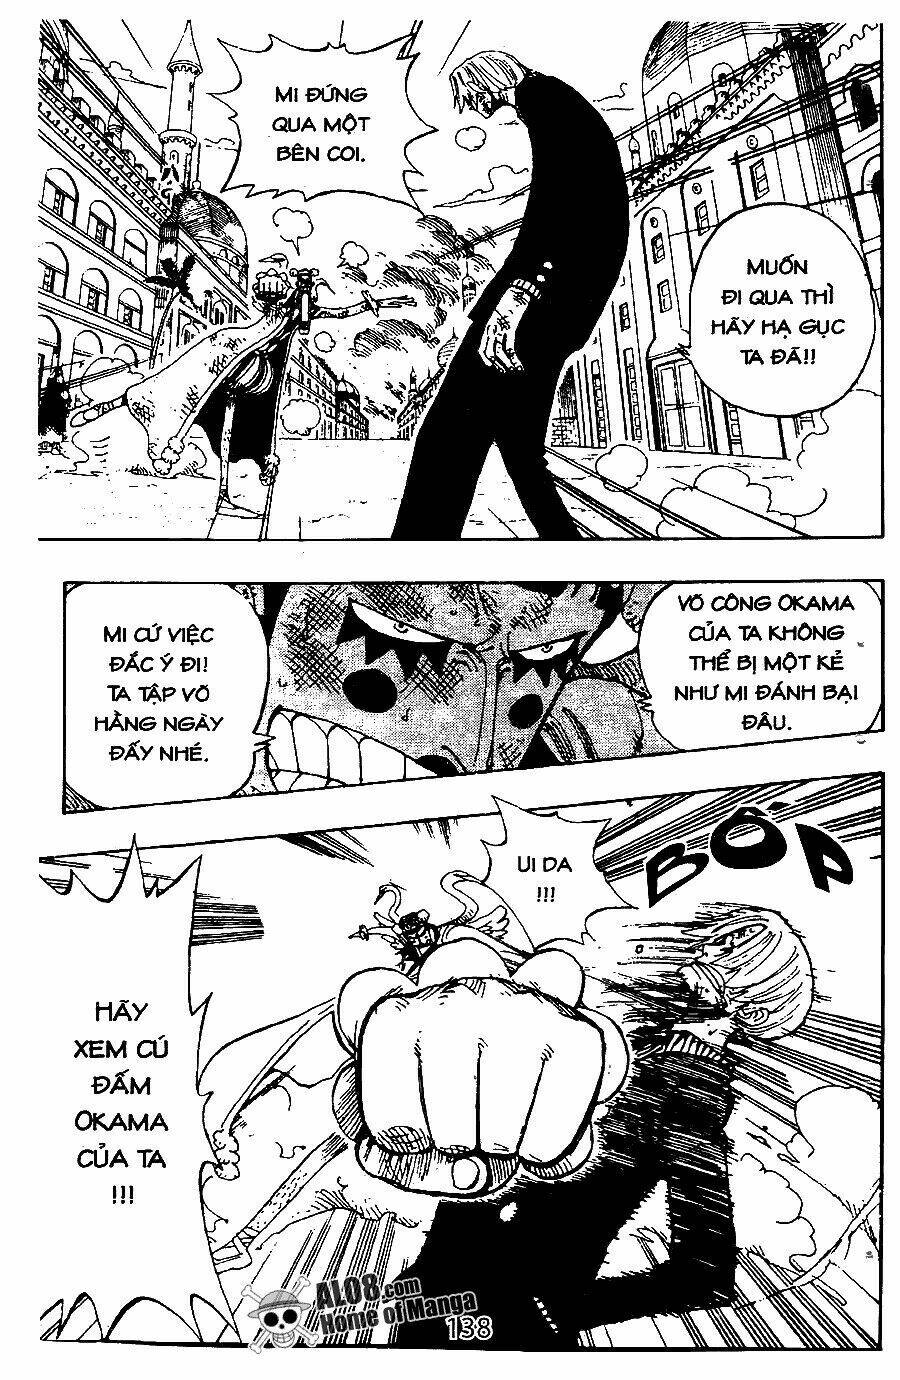 MI ĐỨNG
QUA MỘT
BÊN COI.
MUỐN
ĐI QUA THÌ
HÃY HẠ GỤC
TA ĐÃ!!
MI CỨ VIỆC
ĐẮC Ý ĐI!
TA TẬP VÕ
HẰNG NGÀY
ĐẤY NHÉ.
VÕ CÔNG OKAMA
CỦA TA KHÔNG
THỂ BỊ MỘT KẺ
NHƯ MI ĐÁNH BẠI
ĐÂU.
UI DA
!!!
BỐP
HÃY
XEM CÚ
ĐẤM
OKAMA
CỦA TA
!!!
ALO8.com
Home of Manga
138